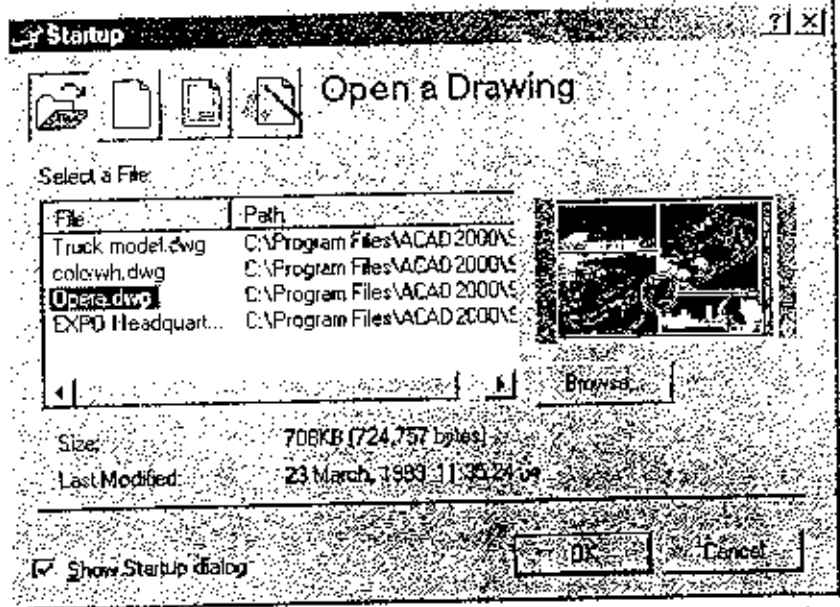 Startup
Open a Drawing
Select a File:
File Path
Truck model.dwg C:\Program Files\ACAD 2000\S
colorwh.dwg C:\Program Files\ACAD 2000\S
Opera.dwg C:\Program Files\ACAD 2000\S
EXPO Headquart... C:\Program Files\ACAD 2000\S
Browse...
Size: 708KB (724,757 bytes)
Last Modified: 23 March, 1999 11:35:24
Show Startup dialog
OK Cancel